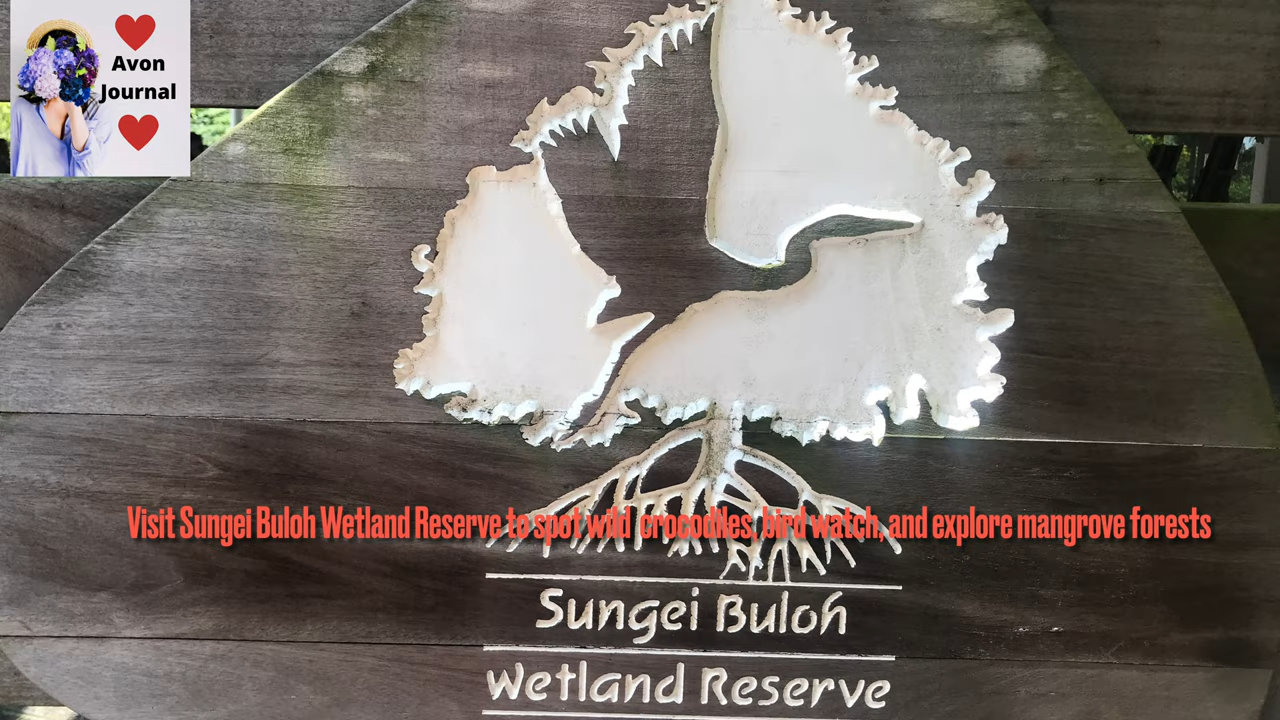 Avon
Journal
Visit Sungei Buloh Wetland Reserve to spot wild crocodiles, bird watch, and explore mangrove forests
Sungei Buloh
Wetland Reserve